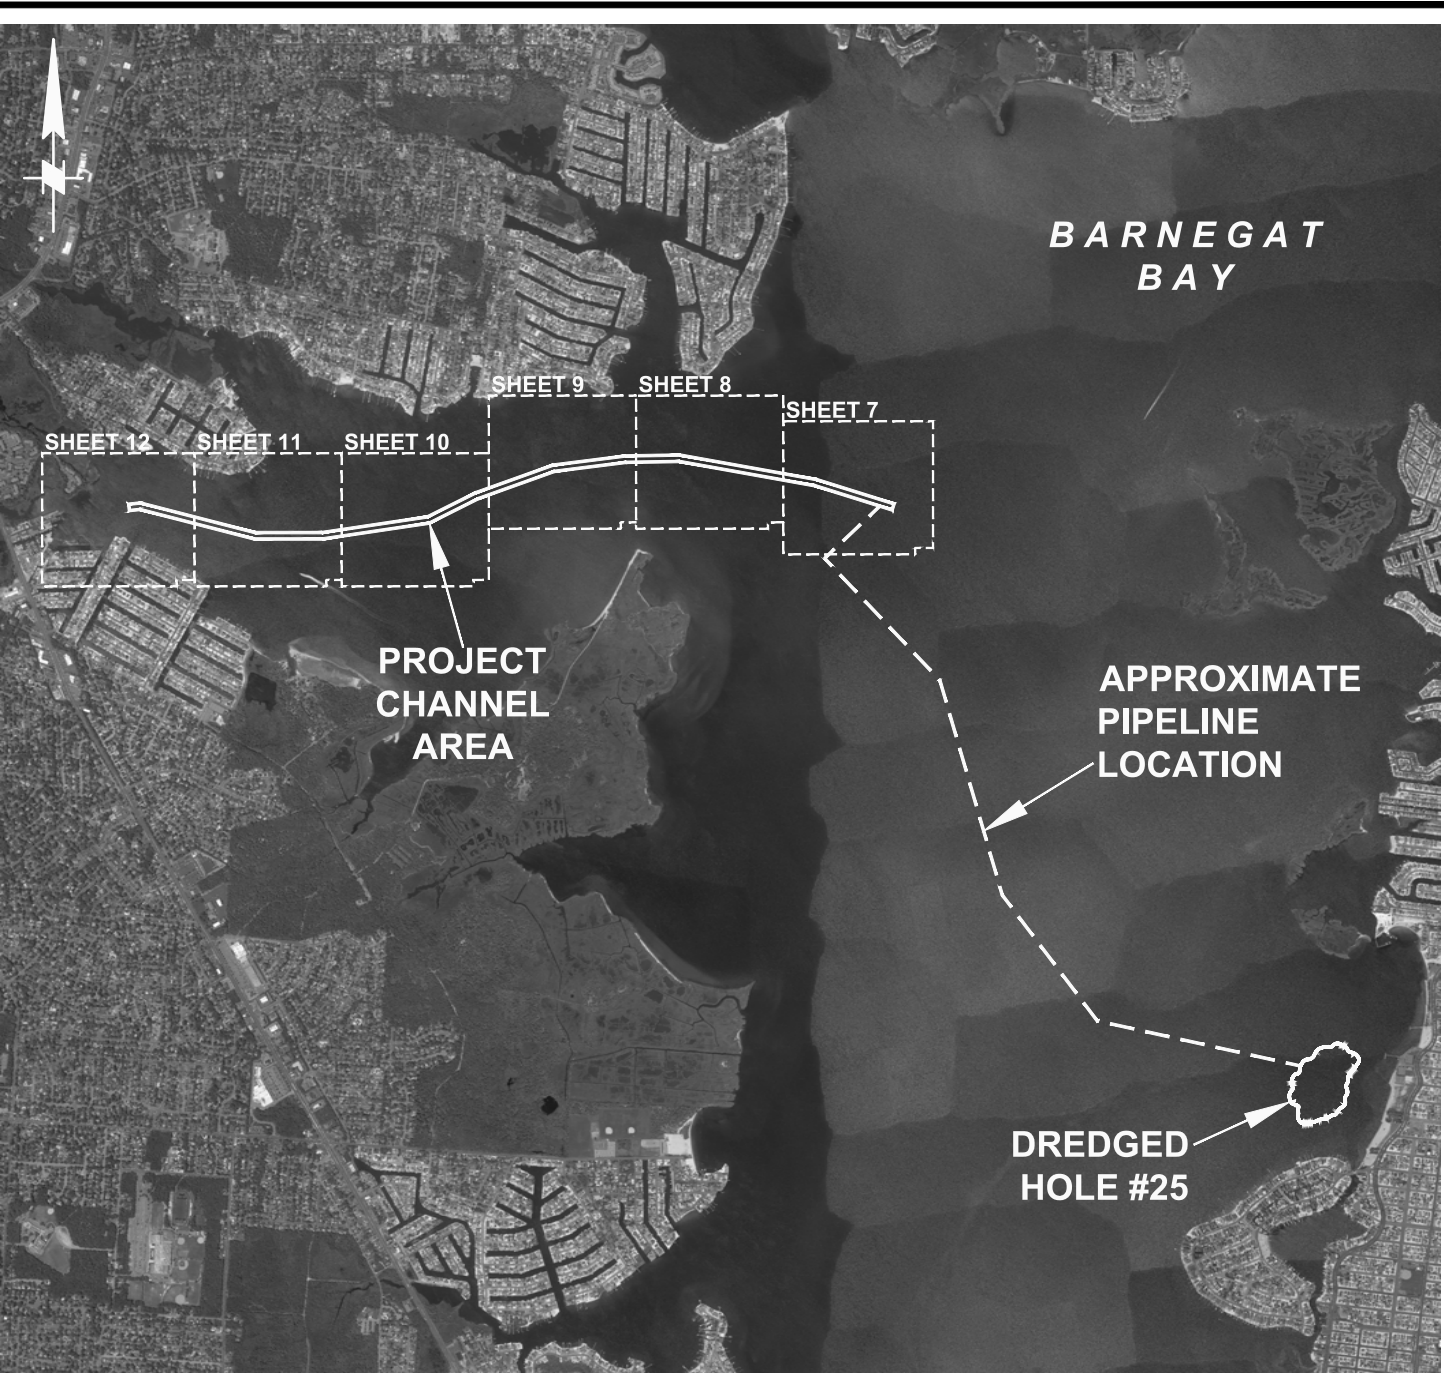 BARNEGAT
BAY
SHEET 9
SHEET 8
SHEET 7
SHEET 12
SHEET 11
SHEET 10
PROJECT
CHANNEL
AREA
APPROXIMATE
PIPELINE
LOCATION
DREDGED
HOLE #25